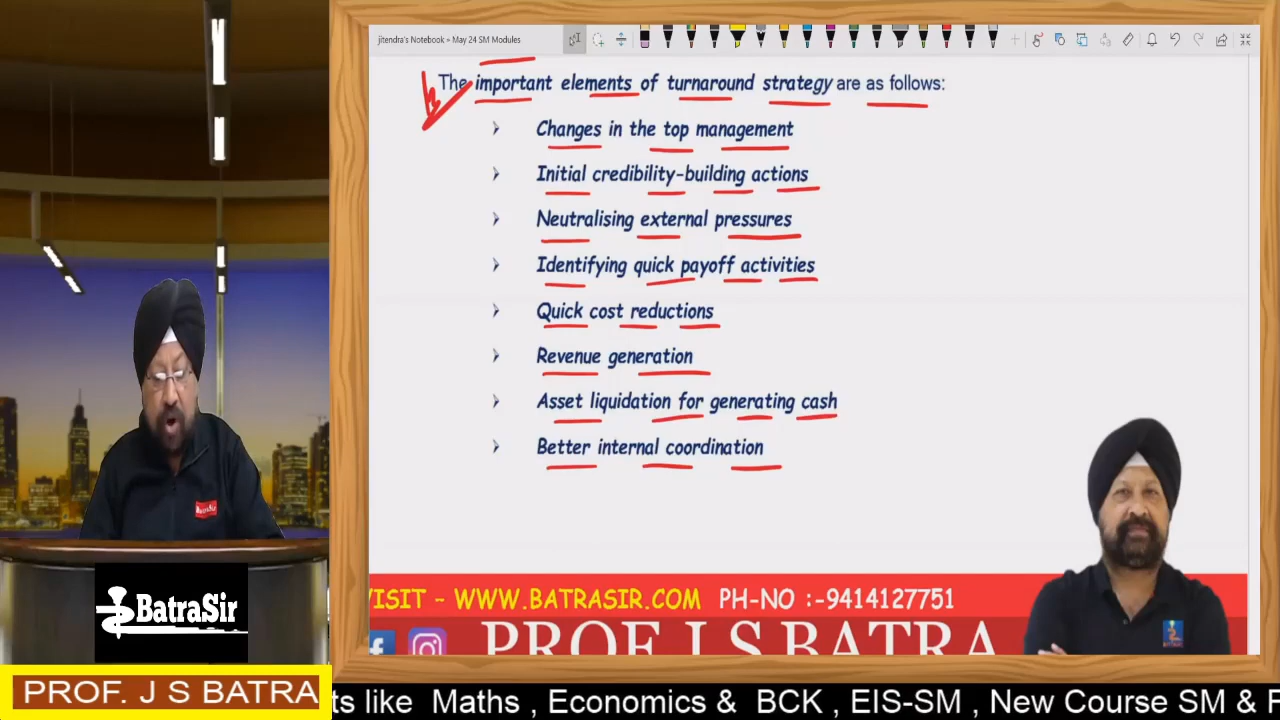 jitendra's Notebook » May 24 SM Modules
The important elements of turnaround strategy are as follows:
Changes in the top management
Initial credibility-building actions
Neutralising external pressures
Identifying quick payoff activities
Quick cost reductions
Revenue generation
Asset liquidation for generating cash
Better internal coordination
VISIT - WWW.BATRASIR.COM PH-NO :-9414127751
PROF. J S BATRA
BatraSir
BatraSir
PROF. J S BATRA
ts like Maths , Economics & BCK , EIS-SM , New Course SM & F